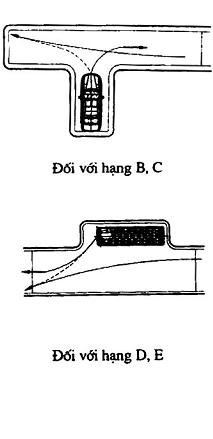 Đối với hạng B, C
Đối với hạng D, E